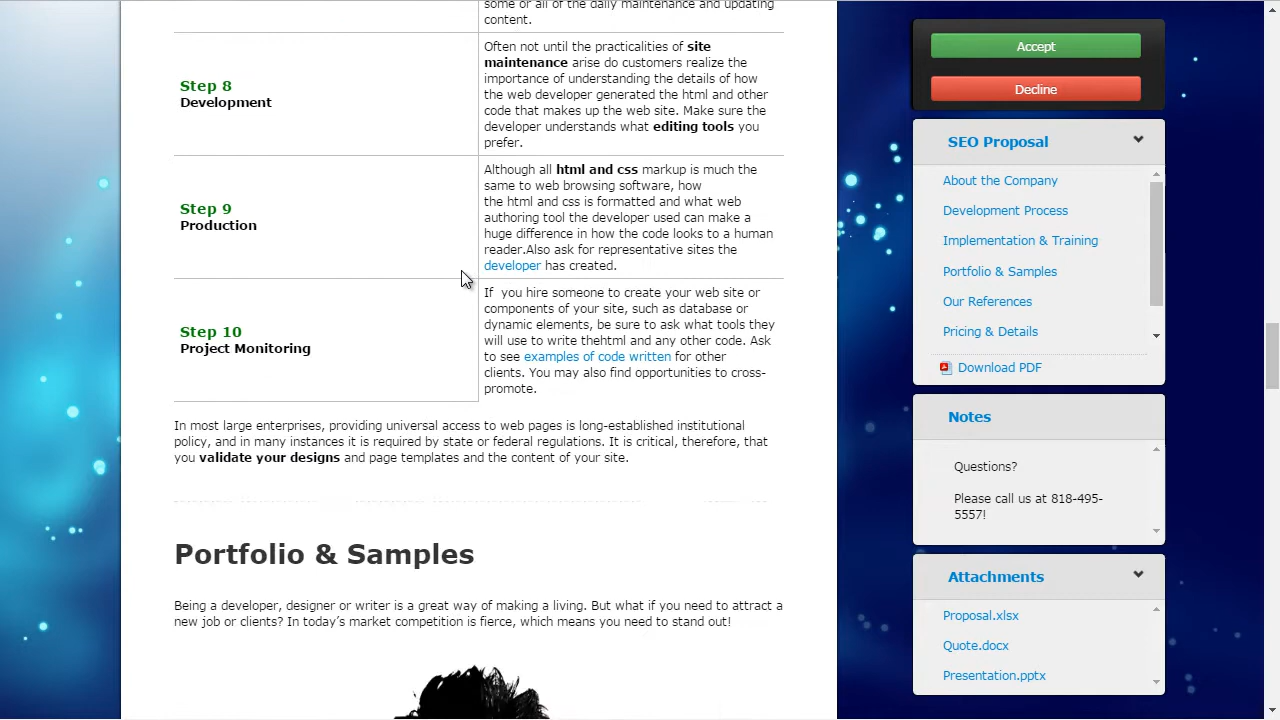 some or all of the daily maintenance and updating
content.
Step 8
Development
Often not until the practicalities of site
maintenance arise do customers realize the
importance of understanding the details of how
the web developer generated the html and other
code that makes up the web site. Make sure the
developer understands what editing tools you
prefer.
Step 9
Production
Although all html and css markup is much the
same to web browsing software, how
the html and css is formatted and what web
authoring tool the developer used can make a
huge difference in how the code looks to a human
reader.Also ask for representative sites the
developer has created.
Step 10
Project Monitoring
If  you hire someone to create your web site or
components of your site, such as database or
dynamic elements, be sure to ask what tools they
will use to write thehtml and any other code. Ask
to see examples of code written for other
clients. You may also find opportunities to cross-
promote.
In most large enterprises, providing universal access to web pages is long-established institutional
policy, and in many instances it is required by state or federal regulations. It is critical, therefore, that
you validate your designs and page templates and the content of your site.
Portfolio & Samples
Being a developer, designer or writer is a great way of making a living. But what if you need to attract a
new job or clients? In today’s market competition is fierce, which means you need to stand out!
Accept
Decline
SEO Proposal
About the Company
Development Process
Implementation & Training
Portfolio & Samples
Our References
Pricing & Details
Download PDF
Notes
Questions?
Please call us at 818-495-
5557!
Attachments
Proposal.xlsx
Quote.docx
Presentation.pptx